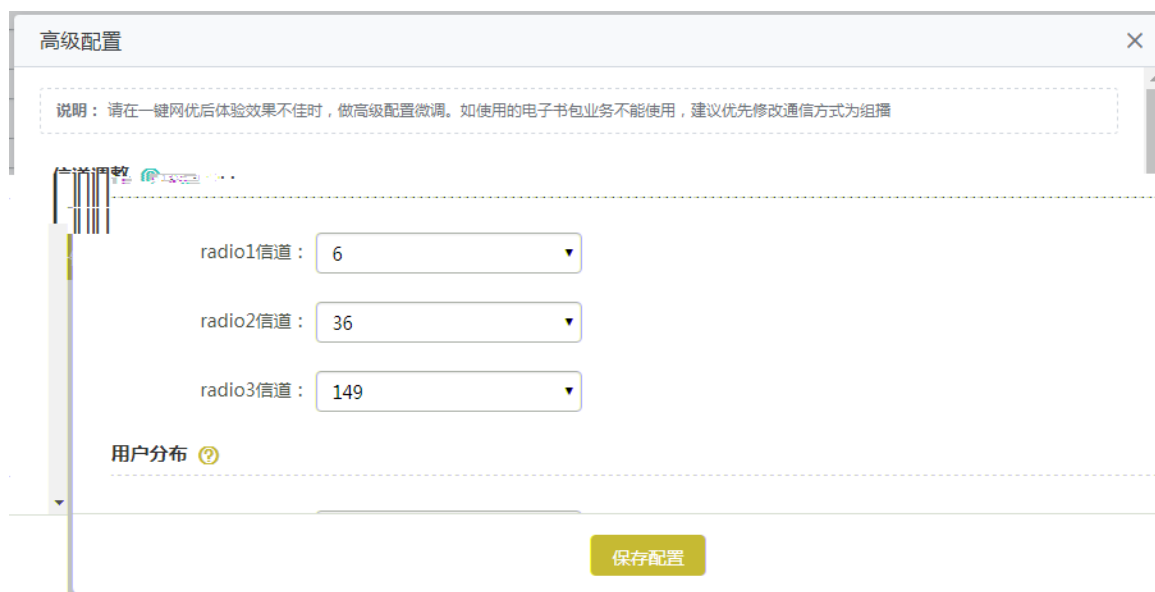 高级配置
说明： 请在一键网优后体验效果不佳时，做高级配置微调。如使用的电子书包业务不能使用，建议优先修改通信方式为组播
信道调整
radio1信道： 6
radio2信道： 36
radio3信道： 149
用户分布
保存配置